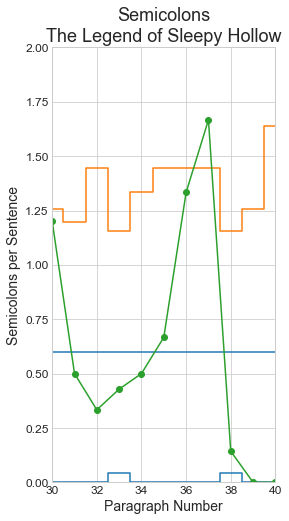 Semicolons
The Legend of Sleepy Hollow
2.00
1.75
1.50
1.25
1.00
0.75
0.50
0.25
0.00
Semicolons per Sentence
30 32 34 36 38 40
Paragraph Number